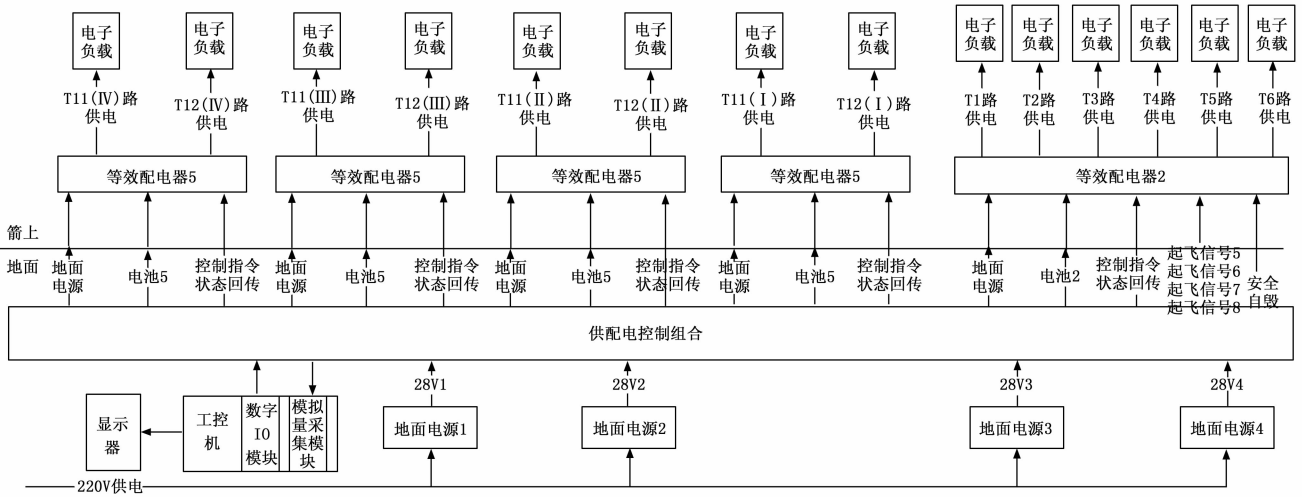 电子
负载
电子
负载
电子
负载
电子
负载
电子
负载
电子
负载
电子
负载
电子
负载
电子
负载
电子
负载
电子
负载
电子
负载
电子
负载
电子
负载
T11(Ⅳ)路
供电
T12(Ⅳ)路
供电
T11(Ⅲ)路
供电
T12(Ⅲ)路
供电
T11(Ⅱ)路
供电
T12(Ⅱ)路
供电
T11(Ⅰ)路
供电
T12(Ⅰ)路
供电
T1路
供电
T2路
供电
T3路
供电
T4路
供电
T5路
供电
T6路
供电
等效配电器5
等效配电器5
等效配电器5
等效配电器5
等效配电器2
箭上
地面
地面
电源
电池5
控制指令
状态回传
地面
电源
电池5
控制指令
状态回传
地面
电源
电池5
控制指令
状态回传
地面
电源
电池5
控制指令
状态回传
地面
电源
电池2
控制指令
状态回传
起飞信号5
起飞信号6
起飞信号7
起飞信号8
安全
自毁
供配电控制组合
28V1
28V2
28V3
28V4
显示
器
工控
机
数字
IO
模块
模拟
量采
集模
块
地面电源1
地面电源2
地面电源3
地面电源4
220V供电